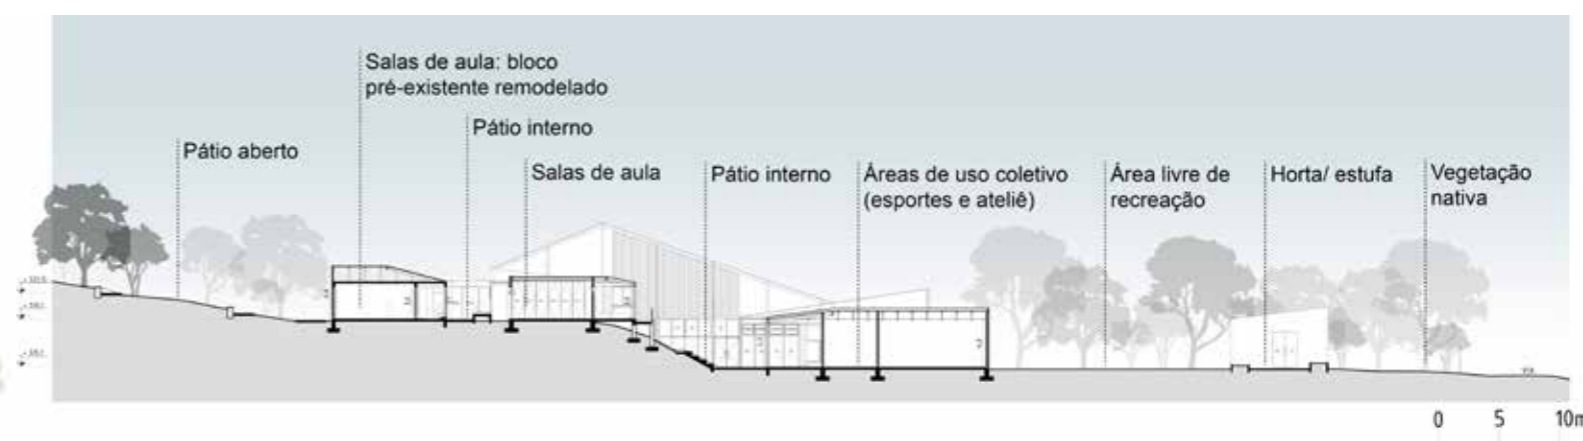 Salas de aula: bloco
pré-existente remodelado
Pátio interno
Pátio aberto
Salas de aula
Pátio interno
Áreas de uso coletivo
(esportes e ateliê)
Área livre de
recreação
Horta/ estufa
Vegetação
nativa
0 5 10m